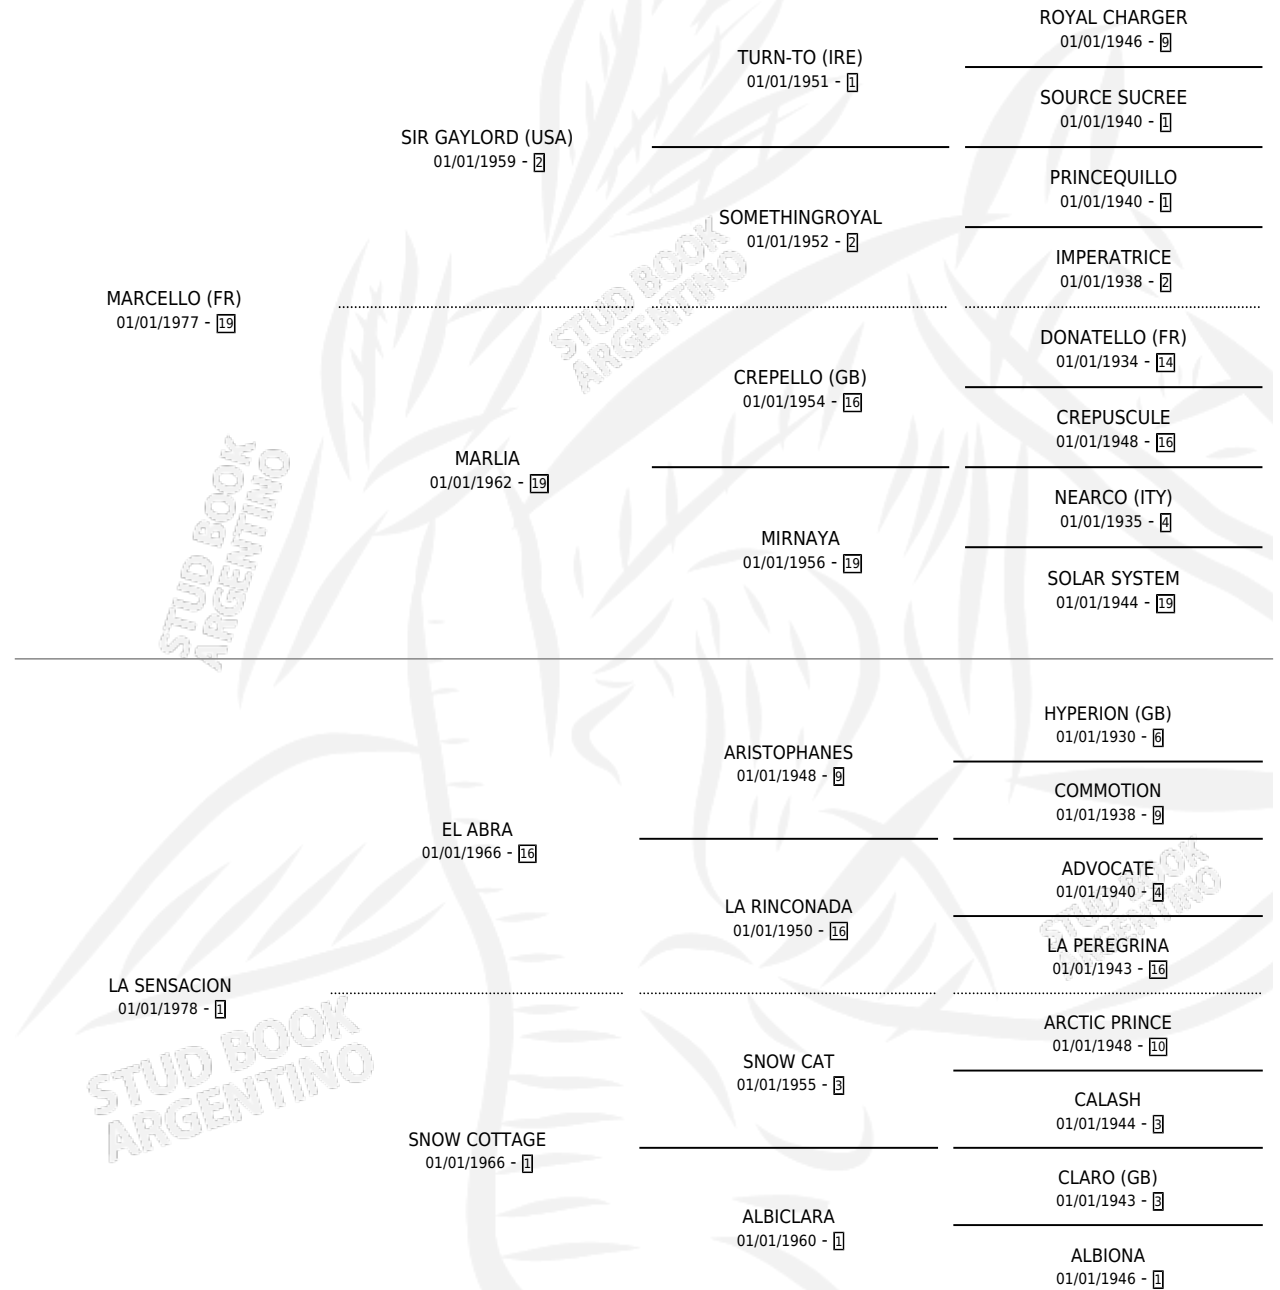 ROYAL CHARGER
01/01/1946 - 9
TURN-TO (IRE)
01/01/1951 - 1
SOURCE SUCREE
01/01/1940 - 1
SIR GAYLORD (USA)
01/01/1959 - 2
PRINCEQUILLO
01/01/1940 - 1
SOMETHINGROYAL
01/01/1952 - 2
IMPERATRICE
01/01/1938 - 2
MARCELLO (FR)
01/01/1977 - 19
STUD BOOK
ARGENTINO
DONATELLO (FR)
01/01/1934 - 14
CREPELLO (GB)
01/01/1954 - 16
CREPUSCULE
01/01/1948 - 16
MARLIA
01/01/1962 - 19
NEARCO (ITY)
01/01/1935 - 4
MIRNAYA
01/01/1956 - 19
SOLAR SYSTEM
01/01/1944 - 19
STUD BOOK
ARGENTINO
HYPERION (GB)
01/01/1930 - 6
ARISTOPHANES
01/01/1948 - 9
COMMOTION
01/01/1938 - 9
EL ABRA
01/01/1966 - 16
ADVOCATE
01/01/1940 - 4
LA RINCONADA
01/01/1950 - 16
STUD BOOK
ARGENTINO
LA PEREGRINA
01/01/1943 - 16
LA SENSACION
01/01/1978 - 1
ARCTIC PRINCE
01/01/1948 - 10
SNOW CAT
01/01/1955 - 3
STUD BOOK
ARGENTINO
CALASH
01/01/1944 - 3
SNOW COTTAGE
01/01/1966 - 1
CLARO (GB)
01/01/1943 - 3
ALBICLARA
01/01/1960 - 1
ALBIONA
01/01/1946 - 1